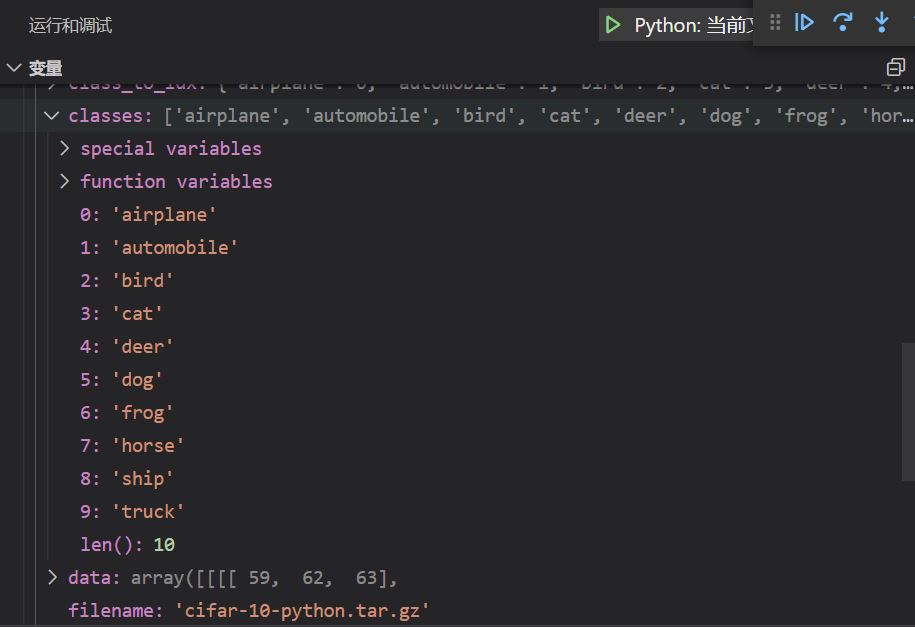 运行和调试
Python: 当前
变量
class_to_idx: {'airplane': 0, 'automobile': 1, 'bird': 2, 'cat': 3, 'deer': 4,…
classes: ['airplane', 'automobile', 'bird', 'cat', 'deer', 'dog', 'frog', 'hor…
special variables
function variables
0: 'airplane'
1: 'automobile'
2: 'bird'
3: 'cat'
4: 'deer'
5: 'dog'
6: 'frog'
7: 'horse'
8: 'ship'
9: 'truck'
len(): 10
data: array([[[[ 59,  62,  63],
filename: 'cifar-10-python.tar.gz'